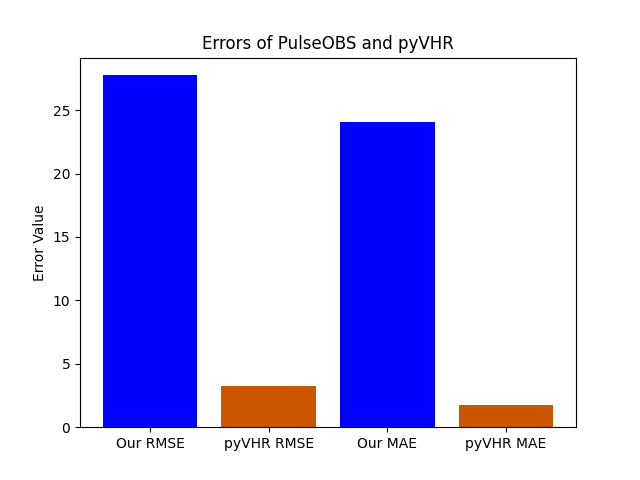 Errors of PulseOBS and pyVHR
Error Value
25
20
15
10
5
0
Our RMSE
pyVHR RMSE
Our MAE
pyVHR MAE